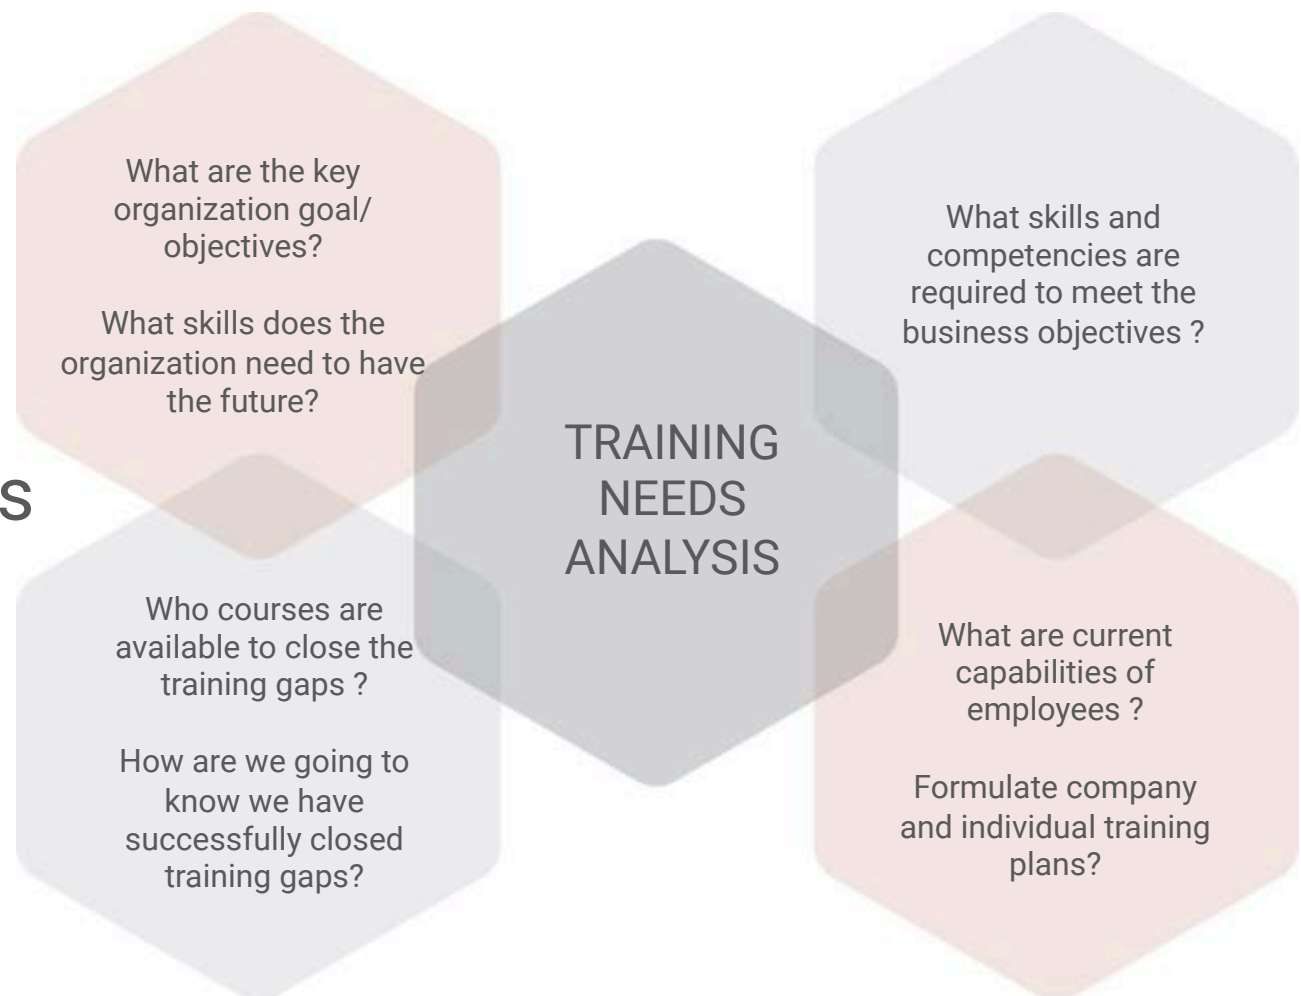 What are the key
organization goal/
objectives?
What skills does the
organization need to have
the future?
What skills and
competencies are
required to meet the
business objectives ?
TRAINING
NEEDS
ANALYSIS
s
Who courses are
available to close the
training gaps ?
How are we going to
know we have
successfully closed
training gaps?
What are current
capabilities of
employees ?
Formulate company
and individual training
plans?